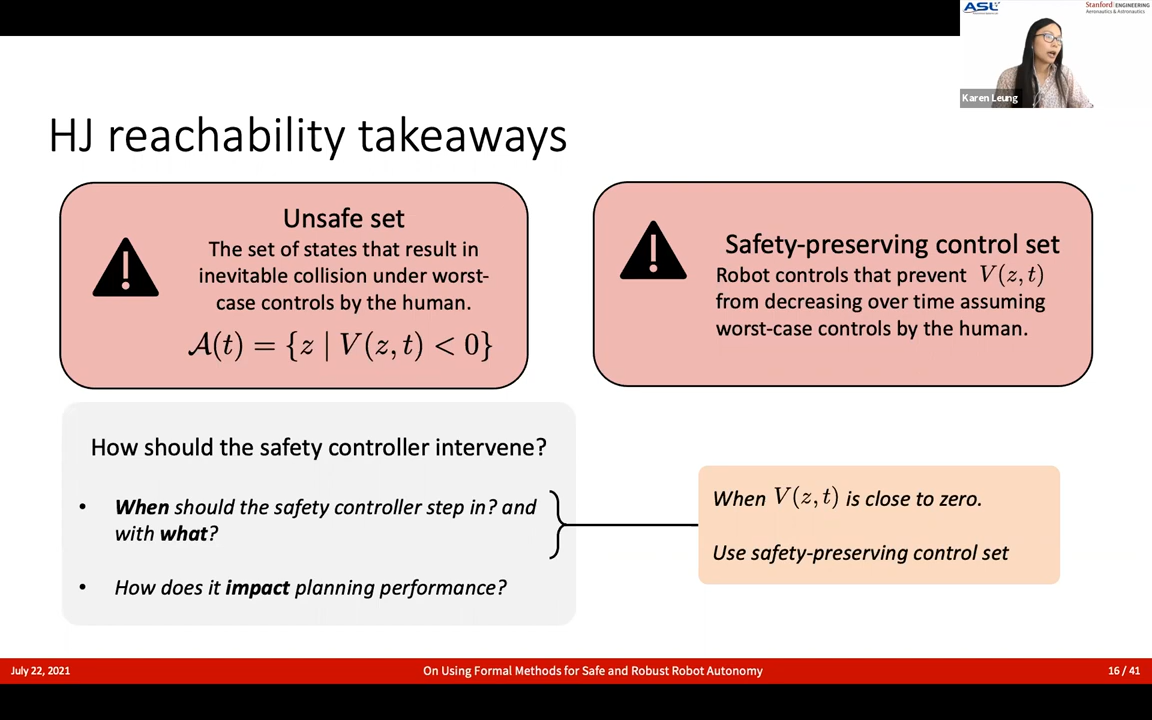 ASL
Stanford ENGINEERING
Aeronautics & Astronautics
Karen Leung
HJ reachability takeaways
Unsafe set
The set of states that result in
inevitable collision under worst-
case controls by the human.
𝒜(t) = {z | V(z, t) < 0}
Safety-preserving control set
Robot controls that prevent V(z, t)
from decreasing over time assuming
worst-case controls by the human.
How should the safety controller intervene?
• When should the safety controller step in? and
with what?
• How does it impact planning performance?
When V(z, t) is close to zero.
Use safety-preserving control set
July 22, 2021
On Using Formal Methods for Safe and Robust Robot Autonomy
16 / 41